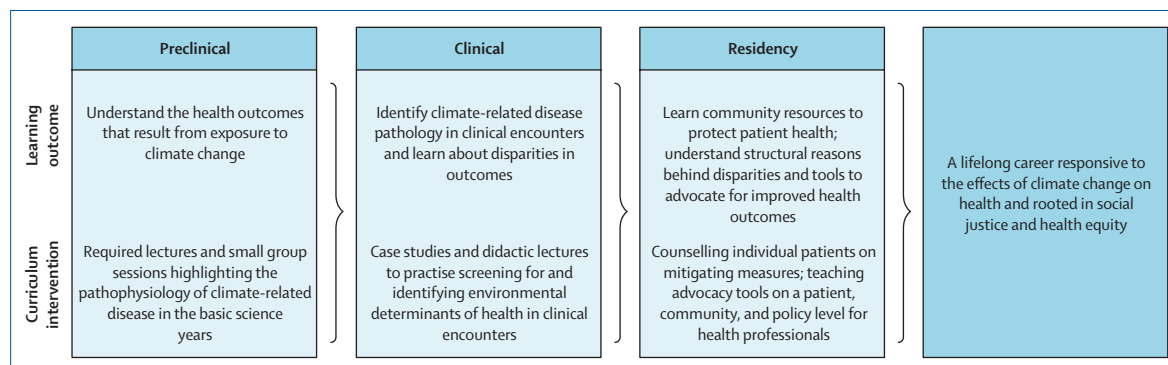 Preclinical
Clinical
Residency
Learning
outcome
Understand the health outcomes
that result from exposure to
climate change
Identify climate-related disease
pathology in clinical encounters
and learn about disparities in
outcomes
Learn community resources to
protect patient health;
understand structural reasons
behind disparities and tools to
advocate for improved health
outcomes
Curriculum
intervention
Required lectures and small group
sessions highlighting the
pathophysiology of climate-related
disease in the basic science
years
Case studies and didactic lectures
to practise screening for and
identifying environmental
determinants of health in clinical
encounters
Counselling individual patients on
mitigating measures; teaching
advocacy tools on a patient,
community, and policy level for
health professionals
A lifelong career responsive to
the effects of climate change on
health and rooted in social
justice and health equity